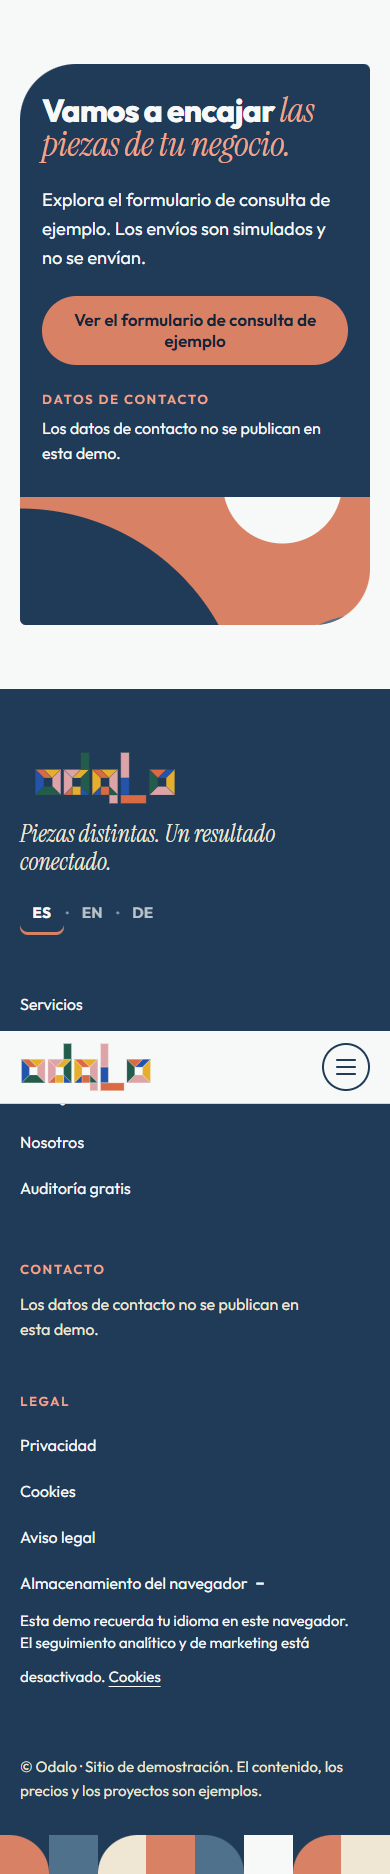 Vamos a encajar las
piezas de tu negocio.
Explora el formulario de consulta de
ejemplo. Los envíos son simulados y
no se envían.
Ver el formulario de consulta de
ejemplo
DATOS DE CONTACTO
Los datos de contacto no se publican en
esta demo.
odaLo
Piezas distintas. Un resultado
conectado.
ES · EN · DE
Servicios
odaLo
Nosotros
Auditoría gratis
CONTACTO
Los datos de contacto no se publican en
esta demo.
LEGAL
Privacidad
Cookies
Aviso legal
Almacenamiento del navegador –
Esta demo recuerda tu idioma en este navegador.
El seguimiento analítico y de marketing está
desactivado. Cookies
© Odalo · Sitio de demostración. El contenido, los
precios y los proyectos son ejemplos.